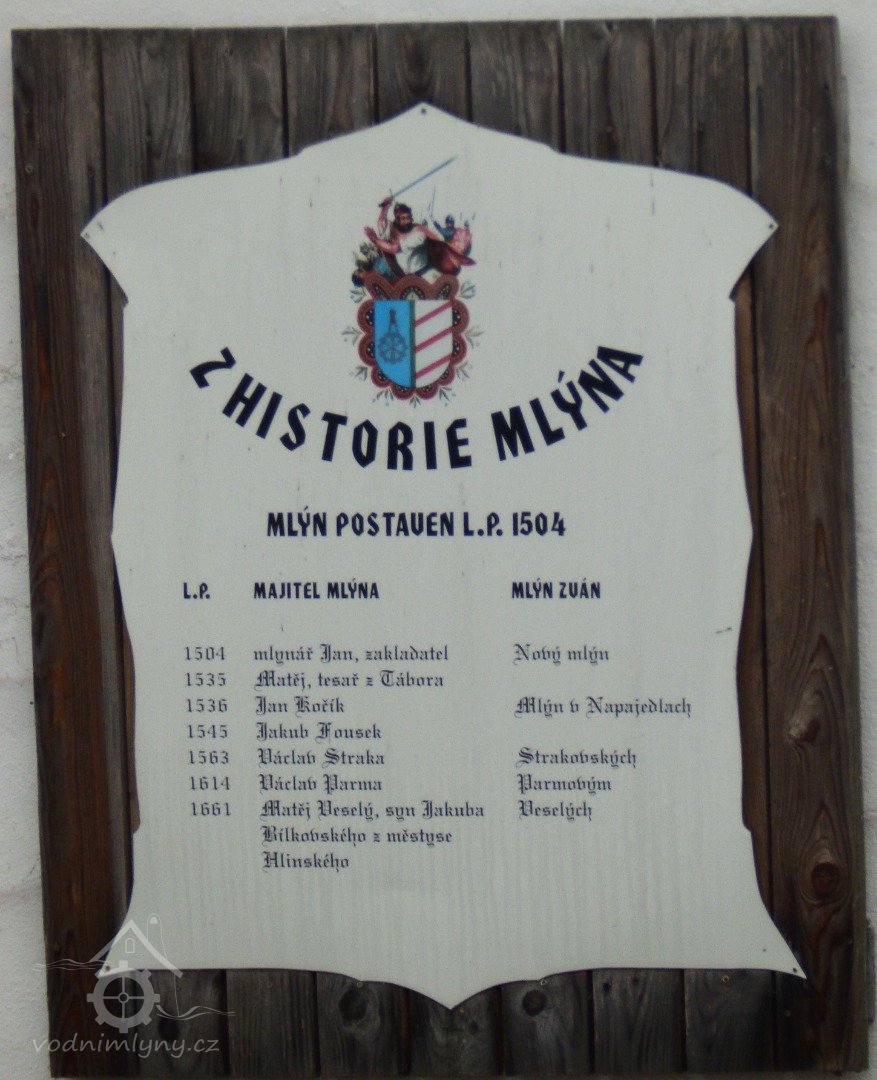 Z HISTORIE MLÝNA
MLÝN POSTAVEN L.P. 1504
L.P. MAJITEL MLÝNA MLÝN ZVÁN
1504 mlynář Jan, zakladatel Nový mlýn
1535 Matěj, tesař z Tábora
1536 Jan Kočík Mlýn v Napajedlach
1545 Jakub Fousek
1563 Václav Straka Strakovských
1614 Václav Parma Parmovým
1661 Matěj Veselý, syn Jakuba Veselých
Bílkovského z městyse
Hlinského
vodnimlyny.cz